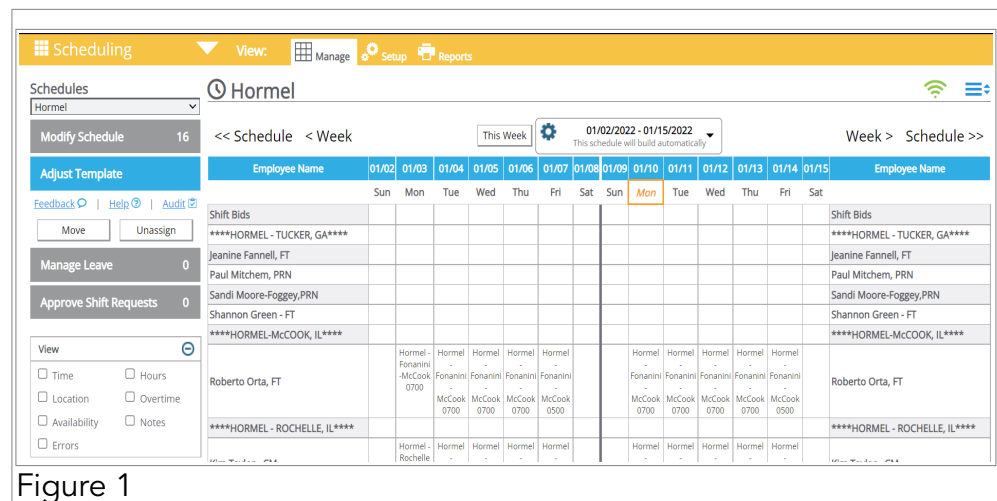 Scheduling View: Manage Setup Reports
Schedules
Hormel
Hormel
Modify Schedule 16
Adjust Template
Feedback | Help | Audit
Move Unassign
Manage Leave 0
Approve Shift Requests 0
View
Time Hours
Location Overtime
Availability Notes
Errors
<< Schedule < Week This Week 01/02/2022 - 01/15/2022 Week > Schedule >>
This schedule will build automatically
Employee Name 01/02 01/03 01/04 01/05 01/06 01/07 01/08 01/09 01/10 01/11 01/12 01/13 01/14 01/15 Employee Name
Sun Mon Tue Wed Thu Fri Sat Sun Mon Tue Wed Thu Fri Sat
Shift Bids Shift Bids
****HORMEL - TUCKER, GA**** ****HORMEL - TUCKER, GA****
Jeanine Fannell, FT Jeanine Fannell, FT
Paul Mitchem, PRN Paul Mitchem, PRN
Sandi Moore-Foggey,PRN Sandi Moore-Foggey,PRN
Shannon Green - FT Shannon Green - FT
****HORMEL-McCOOK, IL**** ****HORMEL-McCOOK, IL****
Hormel - Hormel Hormel Hormel Hormel Hormel Hormel Hormel Hormel Hormel
Fonanini - - - - - - - - -
-McCook Fonanini Fonanini Fonanini Fonanini Fonanini Fonanini Fonanini Fonanini Fonanini
Roberto Orta, FT 0700 - - - - - - - - - Roberto Orta, FT
McCook McCook McCook McCook McCook McCook McCook McCook McCook
0700 0700 0700 0500 0700 0700 0700 0700 0500
****HORMEL - ROCHELLE, IL**** ****HORMEL - ROCHELLE, IL****
Hormel - Hormel Hormel Hormel Hormel Hormel Hormel Hormel Hormel Hormel
Rochelle - - - - - - - - -
Figure 1